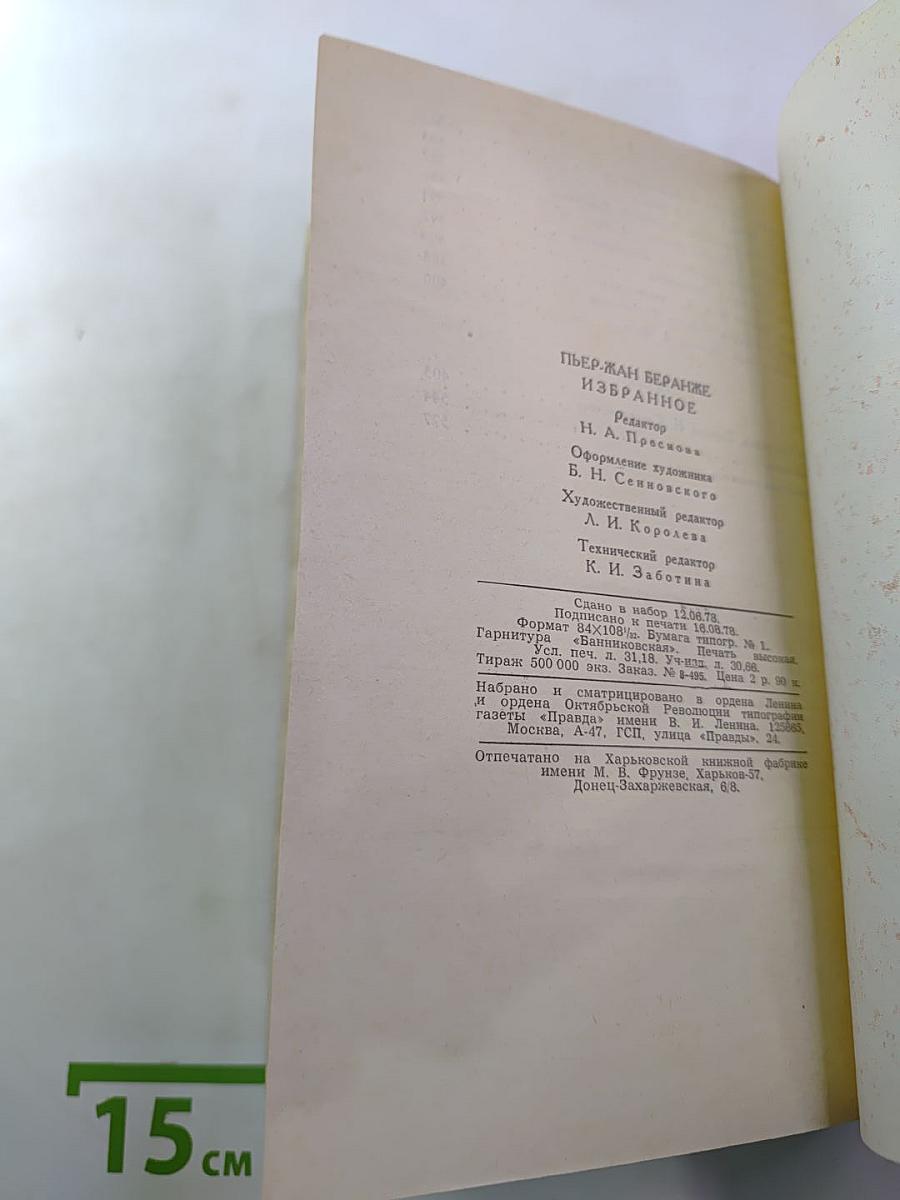 ПЬЕР-ЖАН БЕРАНЖЕ
ИЗБРАННОЕ
Редактор
Н. А. Преснова
Оформление художника
Б. Н. Сенновского
Художественный редактор
Л. И. Королева
Технический редактор
К. И. Заботина
Сдано в набор 12.06.78.
Подписано к печати 16.08.78.
Формат 84×108¹/₃₂. Бумага типогр. № 1.
Гарнитура «Банниковская». Печать высокая.
Усл. печ. л. 31,18. Уч-изд. л. 30,66.
Тираж 500 000 экз. Заказ. № 8-495. Цена 2 р. 90 к.
Набрано и сматрицировано в ордена Ленина
и ордена Октябрьской Революции типографии
газеты «Правда» имени В. И. Ленина. 125865,
Москва, А-47, ГСП, улица «Правды», 24.
Отпечатано на Харьковской книжной фабрике
имени М. В. Фрунзе, Харьков-57,
Донец-Захаржевская, 6/8.
15 см